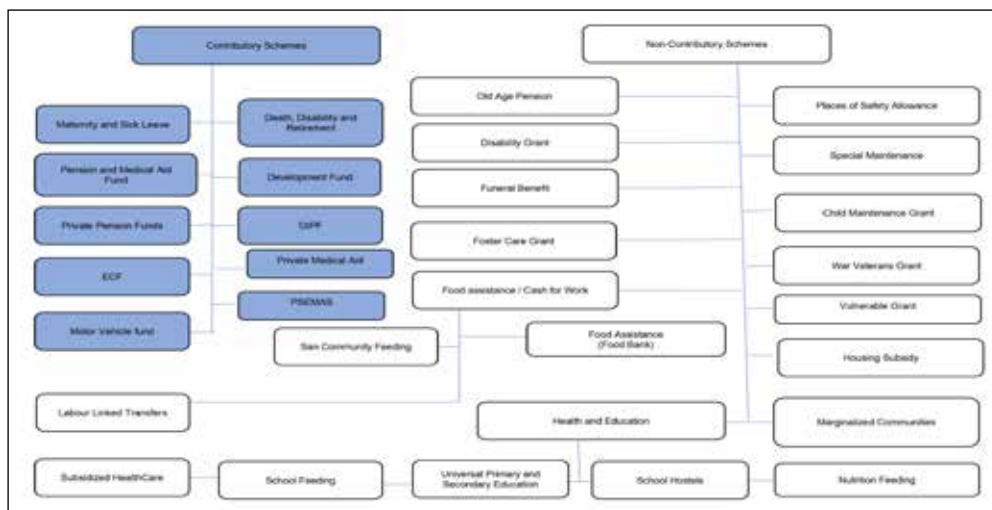 Contributory Schemes
Non-Contributory Schemes
Old Age Pension
Places of Safety Allowance
Maternity and Sick Leave
Death, Disability and
Retirement
Disability Grant
Special Maintenance
Pension and Medical Aid
Fund
Development Fund
Funeral Benefit
Child Maintenance Grant
Private Pension Funds
GIPF
Foster Care Grant
Private Medical Aid
War Veterans Grant
ECF
Food assistance / Cash for Work
PSEMAS
Vulnerable Grant
Motor Vehicle fund
San Community Feeding
Food Assistance
(Food Bank)
Housing Subsidy
Labour Linked Transfers
Health and Education
Marginalized Communities
Subsidized HealthCare
School Feeding
Universal Primary and
Secondary Education
School Hostels
Nutrition Feeding